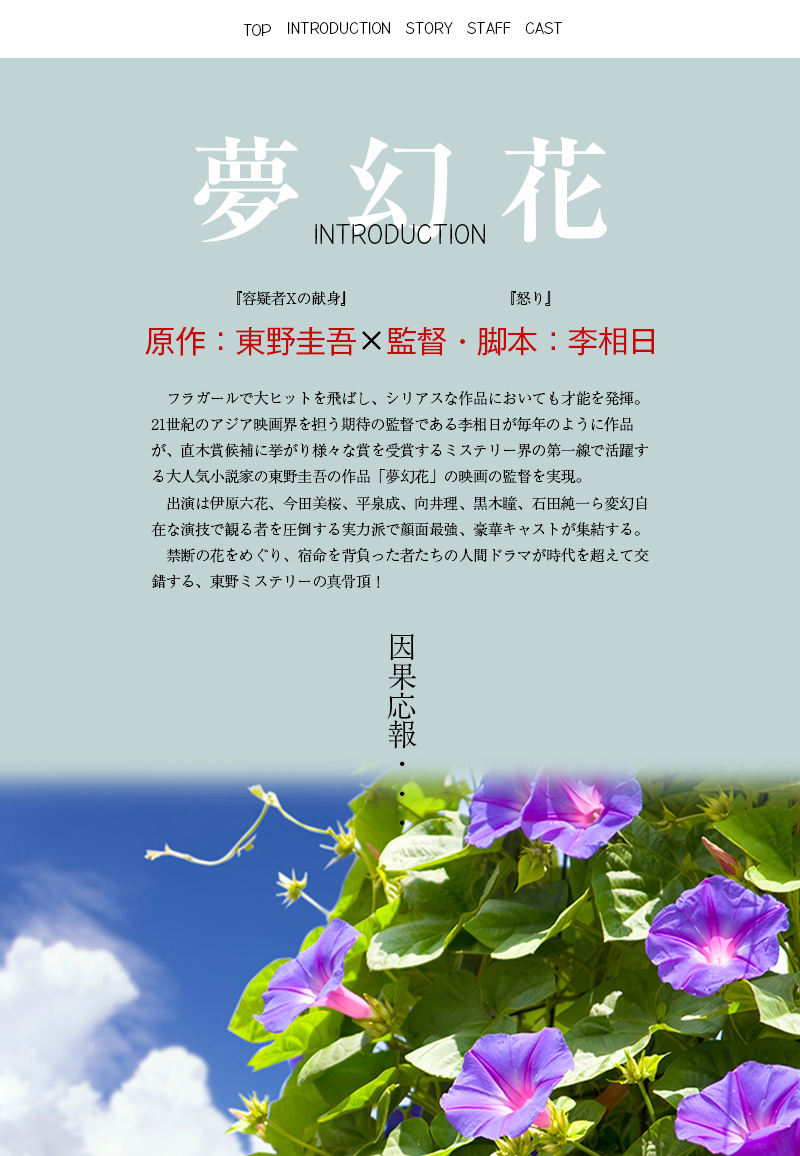 TOP INTRODUCTION STORY STAFF CAST
夢幻花
INTRODUCTION
『容疑者Xの献身』 『怒り』
原作：東野圭吾×監督・脚本：李相日
フラガールで大ヒットを飛ばし、シリアスな作品においても才能を発揮。
21世紀のアジア映画界を担う期待の監督である李相日が毎年のように作品
が、直木賞候補に挙がり様々な賞を受賞するミステリー界の第一線で活躍す
る大人気小説家の東野圭吾の作品「夢幻花」の映画の監督を実現。
出演は伊原六花、今田美桜、平泉成、向井理、黒木瞳、石田純一ら変幻自
在な演技で観る者を圧倒する実力派で顔面最強、豪華キャストが集結する。
禁断の花をめぐり、宿命を背負った者たちの人間ドラマが時代を超えて交
錯する、東野ミステリーの真骨頂！
因果応報・・・